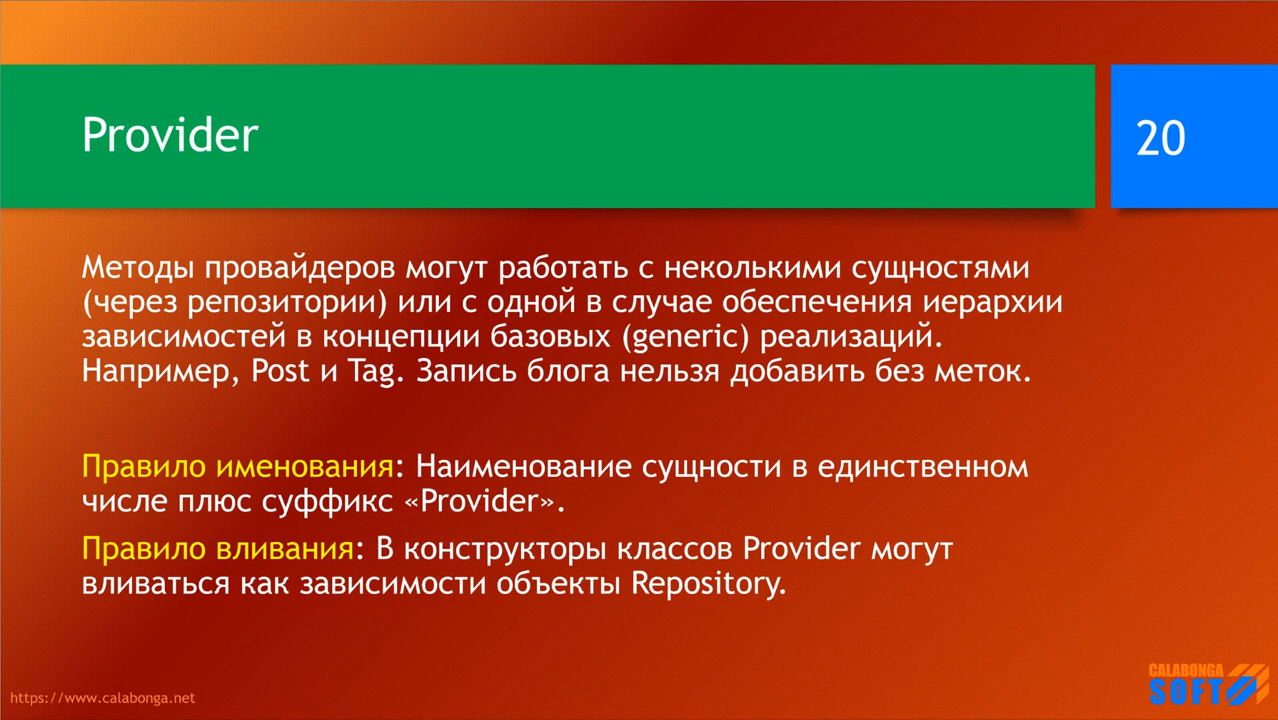 Provider
20
Методы провайдеров могут работать с неколькими сущностями
(через репозитории) или с одной в случае обеспечения иерархии
зависимостей в концепции базовых (generic) реализаций.
Например, Post и Tag. Запись блога нельзя добавить без меток.
Правило именования: Наименование сущности в единственном
числе плюс суффикс «Provider».
Правило вливания: В конструкторы классов Provider могут
вливаться как зависимости объекты Repository.
https://www.calabonga.net
CALABONGA
SOFT